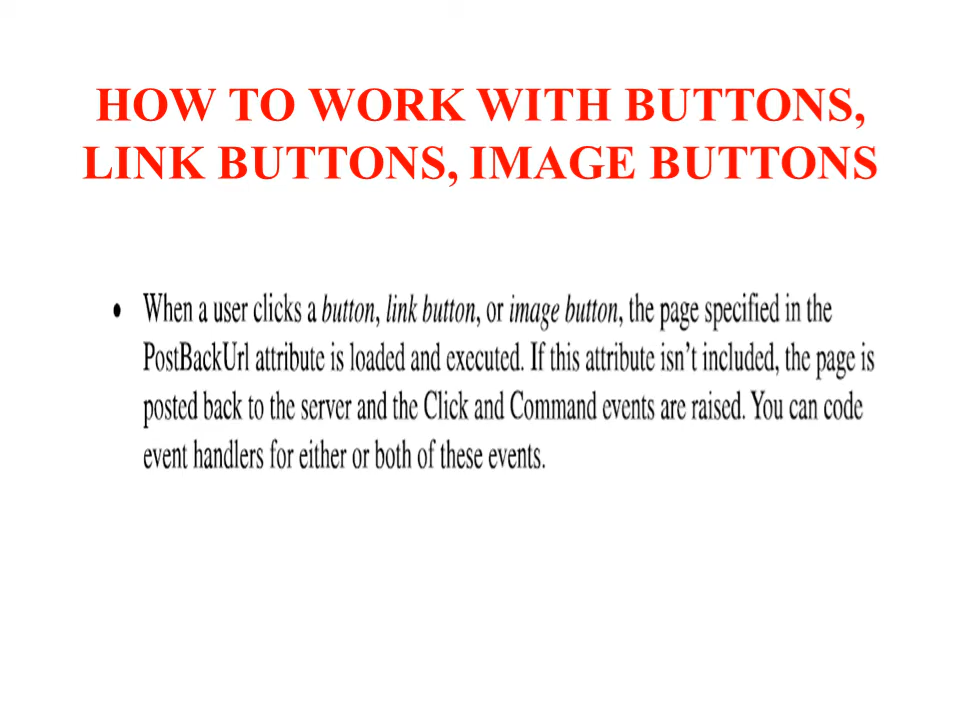 HOW TO WORK WITH BUTTONS,
LINK BUTTONS, IMAGE BUTTONS
• When a user clicks a button, link button, or image button, the page specified in the
PostBackUrl attribute is loaded and executed. If this attribute isn't included, the page is
posted back to the server and the Click and Command events are raised. You can code
event handlers for either or both of these events.